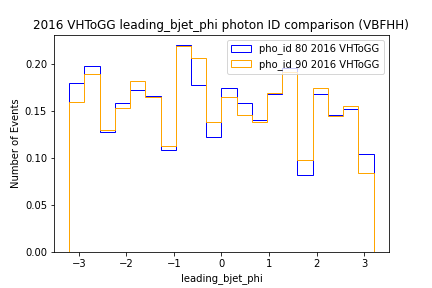 2016 VHToGG leading_bjet_phi photon ID comparison (VBFHH)
pho_id 80 2016 VHToGG
pho_id 90 2016 VHToGG
Number of Events
0.20
0.15
0.10
0.05
0.00
−3 −2 −1 0 1 2 3
leading_bjet_phi